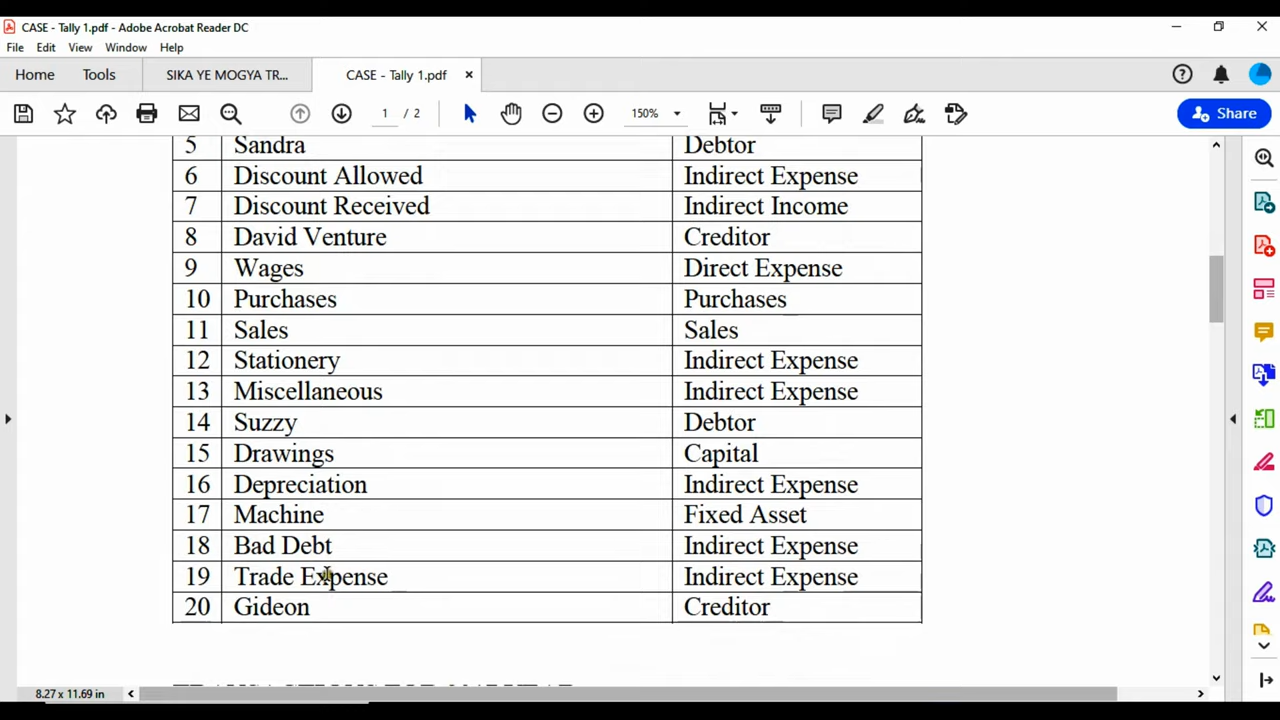 CASE - Tally 1.pdf - Adobe Acrobat Reader DC
File Edit View Window Help
Home Tools SIKA YE MOGYA TR... CASE - Tally 1.pdf
1 / 2 150% Share
5 Sandra Debtor
6 Discount Allowed Indirect Expense
7 Discount Received Indirect Income
8 David Venture Creditor
9 Wages Direct Expense
10 Purchases Purchases
11 Sales Sales
12 Stationery Indirect Expense
13 Miscellaneous Indirect Expense
14 Suzzy Debtor
15 Drawings Capital
16 Depreciation Indirect Expense
17 Machine Fixed Asset
18 Bad Debt Indirect Expense
19 Trade Expense Indirect Expense
20 Gideon Creditor
8.27 x 11.69 in